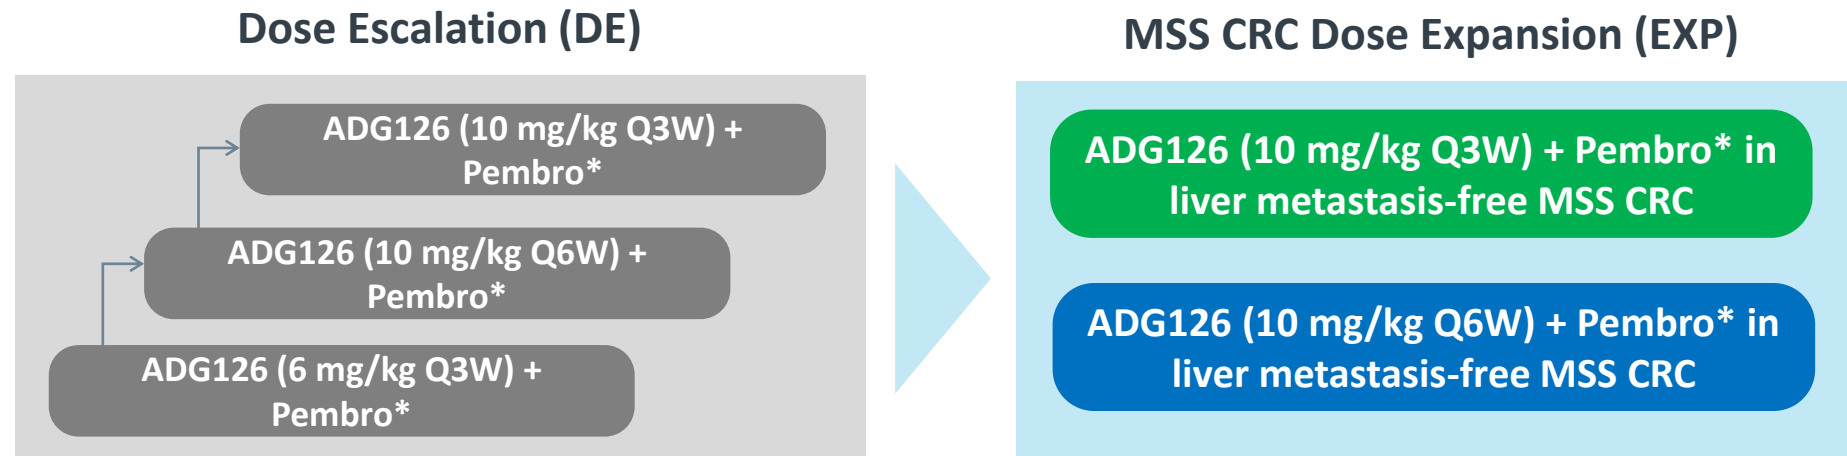 Dose Escalation (DE)
ADG126 (10 mg/kg Q3W) +
Pembro*
ADG126 (10 mg/kg Q6W) +
Pembro*
ADG126 (6 mg/kg Q3W) +
Pembro*
MSS CRC Dose Expansion (EXP)
ADG126 (10 mg/kg Q3W) + Pembro* in
liver metastasis-free MSS CRC
ADG126 (10 mg/kg Q6W) + Pembro* in
liver metastasis-free MSS CRC